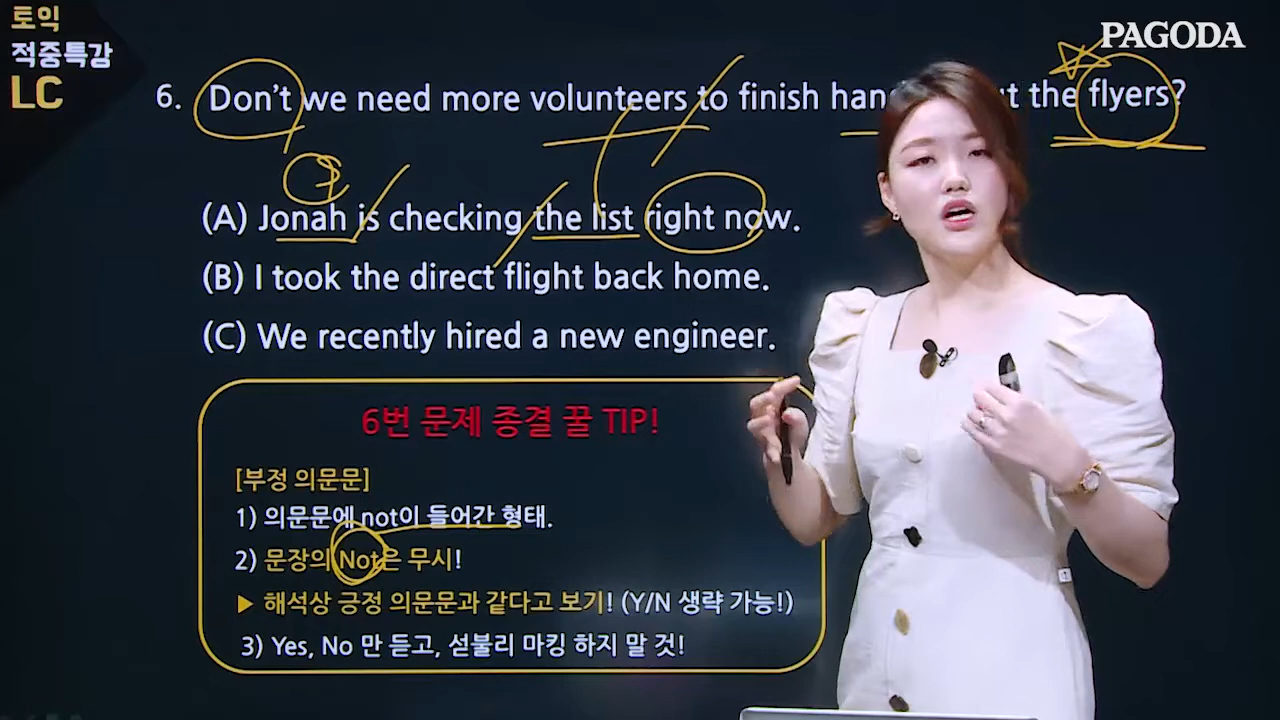 토익
적중특강
LC
PAGODA
6. Don't we need more volunteers to finish the flyers?
(A) Jonah is checking the list right now.
(B) I took the direct flight back home.
(C) We recently hired a new engineer.
6번 문제 종결 꿀 TIP!
[부정 의문문]
1) 의문문에 not이 들어간 형태.
2) 문장의 Not은 무시!
▶ 해석상 긍정 의문문과 같다고 보기! (Y/N 생략 가능!)
3) Yes, No 만 듣고, 섣불리 마킹 하지 말 것!